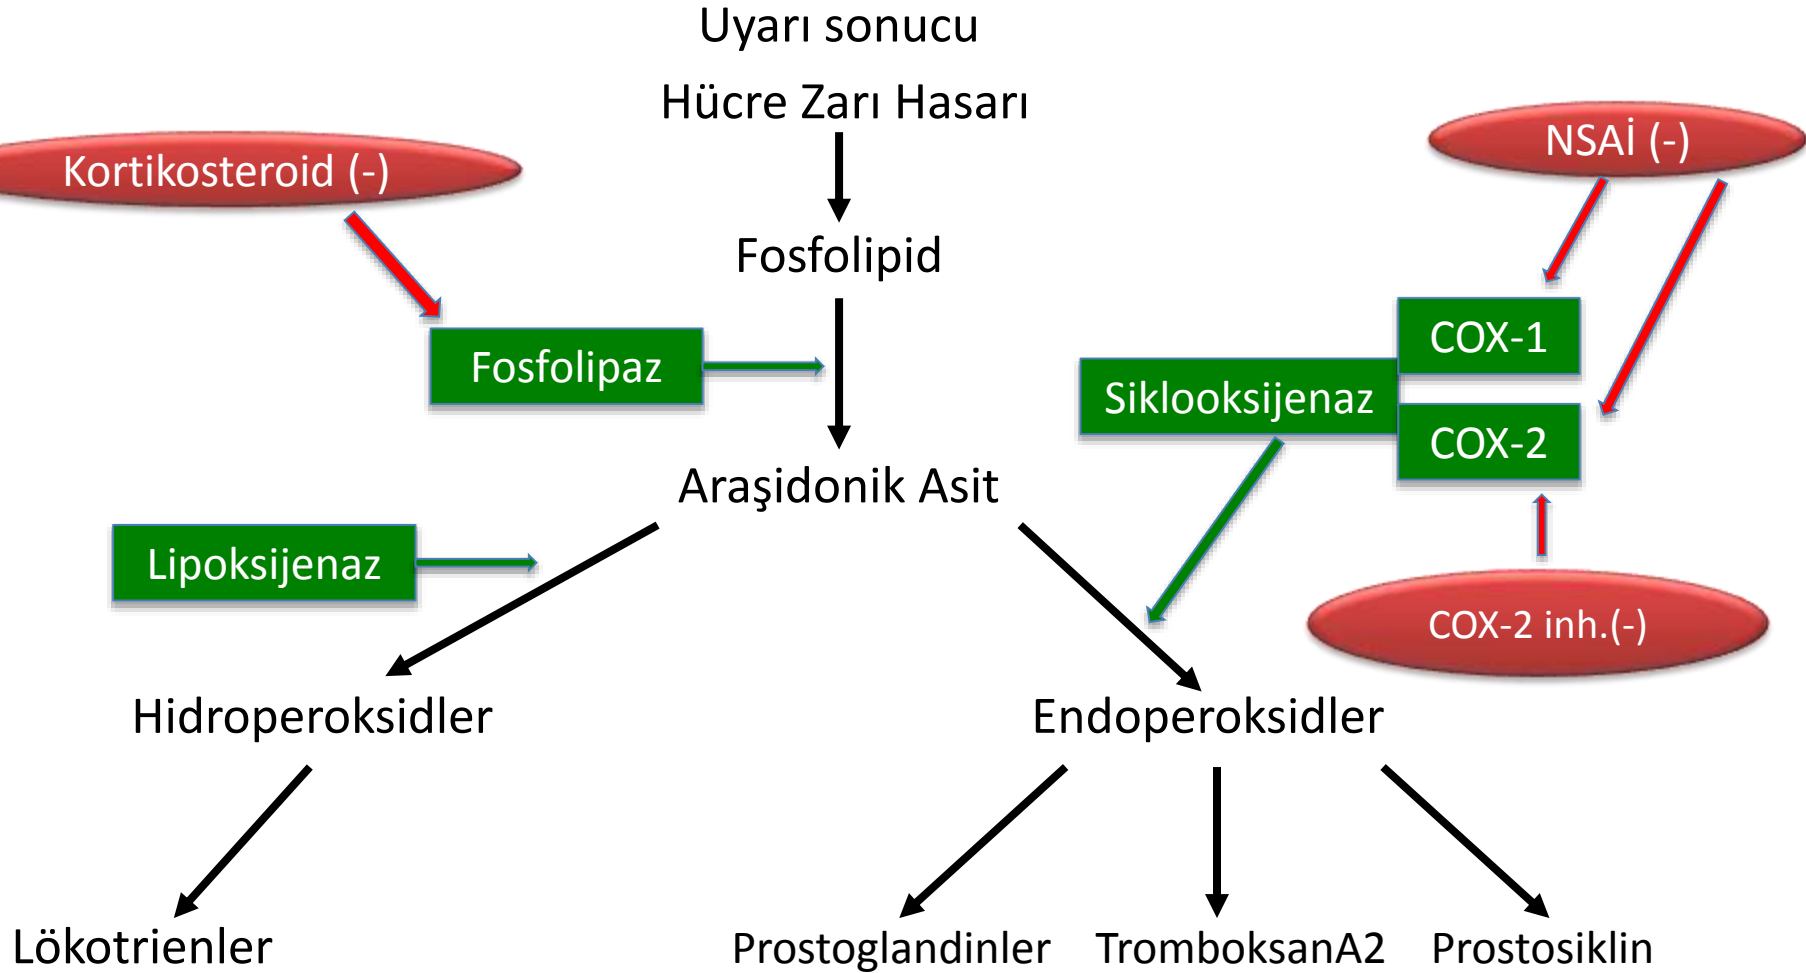 Uyarı sonucu
Hücre Zarı Hasarı
Kortikosteroid (-)
NSAİ (-)
Fosfolipid
COX-1
Fosfolipaz
Siklooksijenaz
COX-2
Araşidonik Asit
Lipoksijenaz
COX-2 inh.(-)
Hidroperoksidler
Endoperoksidler
Lökotrienler
Prostoglandinler
TromboksanA2
Prostosiklin